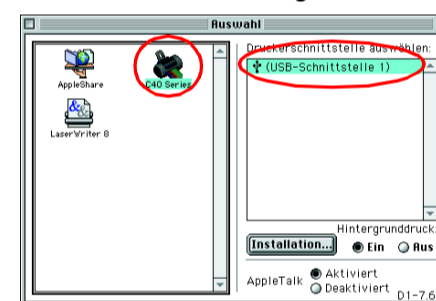 Auswahl
AppleShare
C40 Series
LaserWriter 8
Druckerschnittstelle auswählen:
(USB-Schnittstelle 1)
Hintergrunddruck:
Installation...
Ein
Aus
AppleTalk
Aktiviert
Deaktiviert
D1-7.6